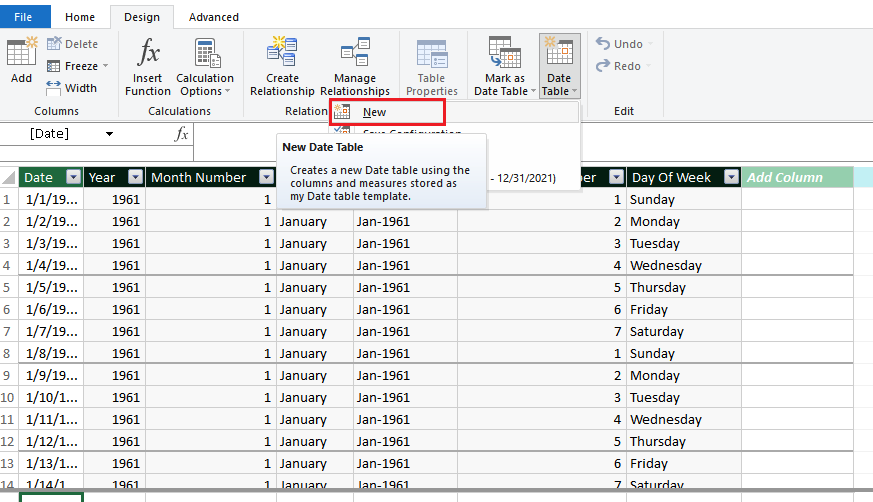 File Home Design Advanced
Add Delete Freeze Width
Columns
Insert Function Calculation Options
Calculations
Create Relationship Manage Relationships
Relation
Table Properties
Mark as Date Table Date Table
Undo Redo
Edit
New
Save Configuration
[Date] fx
New Date Table
Creates a new Date table using the
columns and measures stored as
my Date table template.
- 12/31/2021)
Date Year Month Number ber Day Of Week Add Column
1 1/1/19... 1961 1 1 Sunday
2 1/2/19... 1961 1 January Jan-1961 2 Monday
3 1/3/19... 1961 1 January Jan-1961 3 Tuesday
4 1/4/19... 1961 1 January Jan-1961 4 Wednesday
5 1/5/19... 1961 1 January Jan-1961 5 Thursday
6 1/6/19... 1961 1 January Jan-1961 6 Friday
7 1/7/19... 1961 1 January Jan-1961 7 Saturday
8 1/8/19... 1961 1 January Jan-1961 1 Sunday
9 1/9/19... 1961 1 January Jan-1961 2 Monday
10 1/10/1... 1961 1 January Jan-1961 3 Tuesday
11 1/11/1... 1961 1 January Jan-1961 4 Wednesday
12 1/12/1... 1961 1 January Jan-1961 5 Thursday
13 1/13/1... 1961 1 January Jan-1961 6 Friday
14 1/14/1... 1961 1 January Jan-1961 7 Saturday